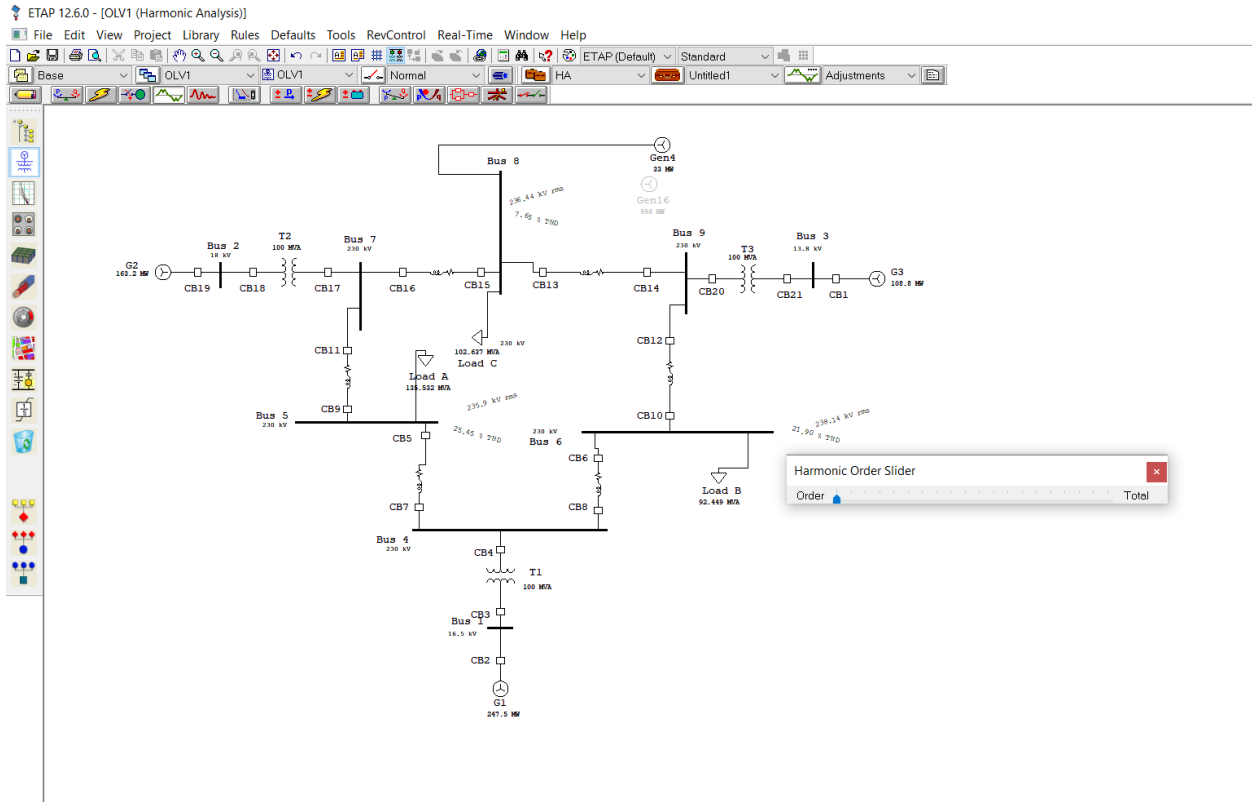 ETAP 12.6.0 - [OLV1 (Harmonic Analysis)]
File Edit View Project Library Rules Defaults Tools RevControl Real-Time Window Help
ETAP (Default) Standard
Base OLV1 OLV1 Normal HA Untitled1 Adjustments
Gen4
Bus 8
236.44 kV rms
7.65 % THD
Gen16
T2
100 MVA
Bus 2
18 kV
Bus 7
230 kV
Bus 9
230 kV
T3
100 MVA
Bus 3
13.8 kV
G2
163.2 MW
CB19
CB18
CB17
CB16
CB15
CB13
CB14
CB20
CB21
CB1
G3
108.8 MW
CB11
102.637 MVA
230 kV
Load C
CB12
Load A
135.532 MVA
CB9
235.9 kV rms
25.45 % THD
Bus 5
230 kV
CB5
230 kV
Bus 6
CB10
238.14 kV rms
21.90 % THD
CB6
Load B
92.449 MVA
Harmonic Order Slider
Order Total
CB7
CB8
Bus 4
230 kV
CB4
T1
100 MVA
CB3
Bus 1
16.5 kV
CB2
G1
247.5 MW